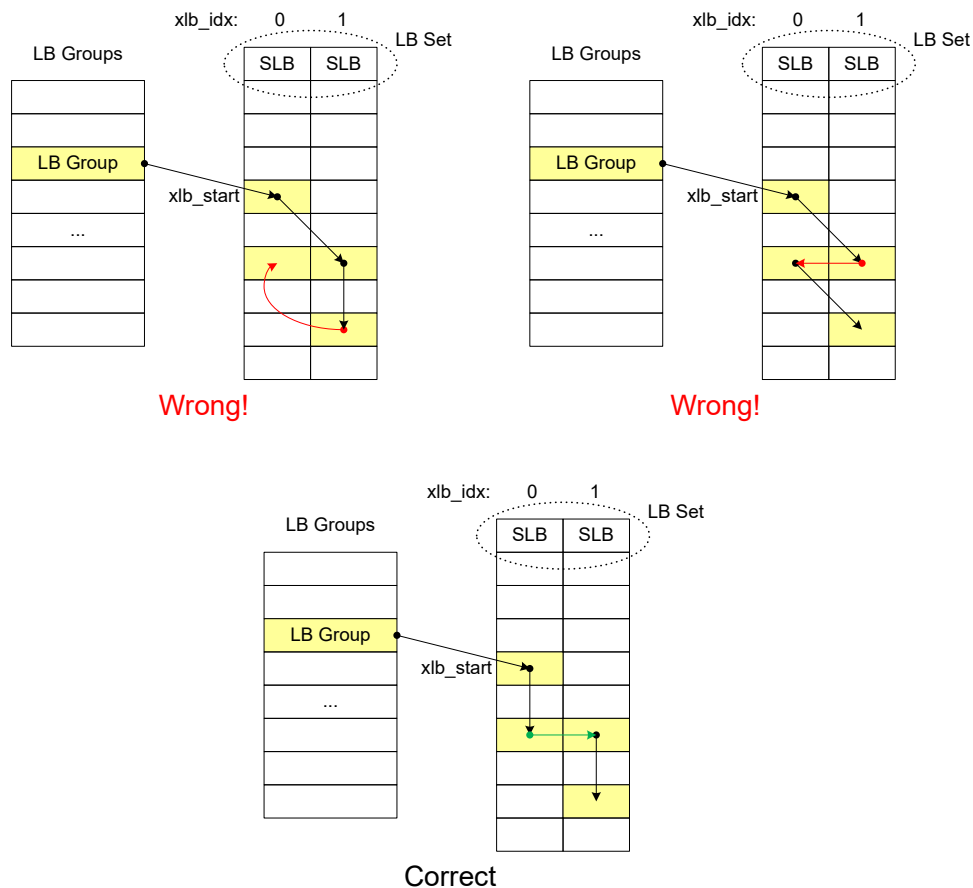 xlb_idx: 0 1
LB Set
LB Groups
SLB SLB
LB Group
xlb_start
...
Wrong!
xlb_idx: 0 1
LB Set
LB Groups
SLB SLB
LB Group
xlb_start
...
Wrong!
xlb_idx: 0 1
LB Set
LB Groups
SLB SLB
LB Group
xlb_start
...
Correct